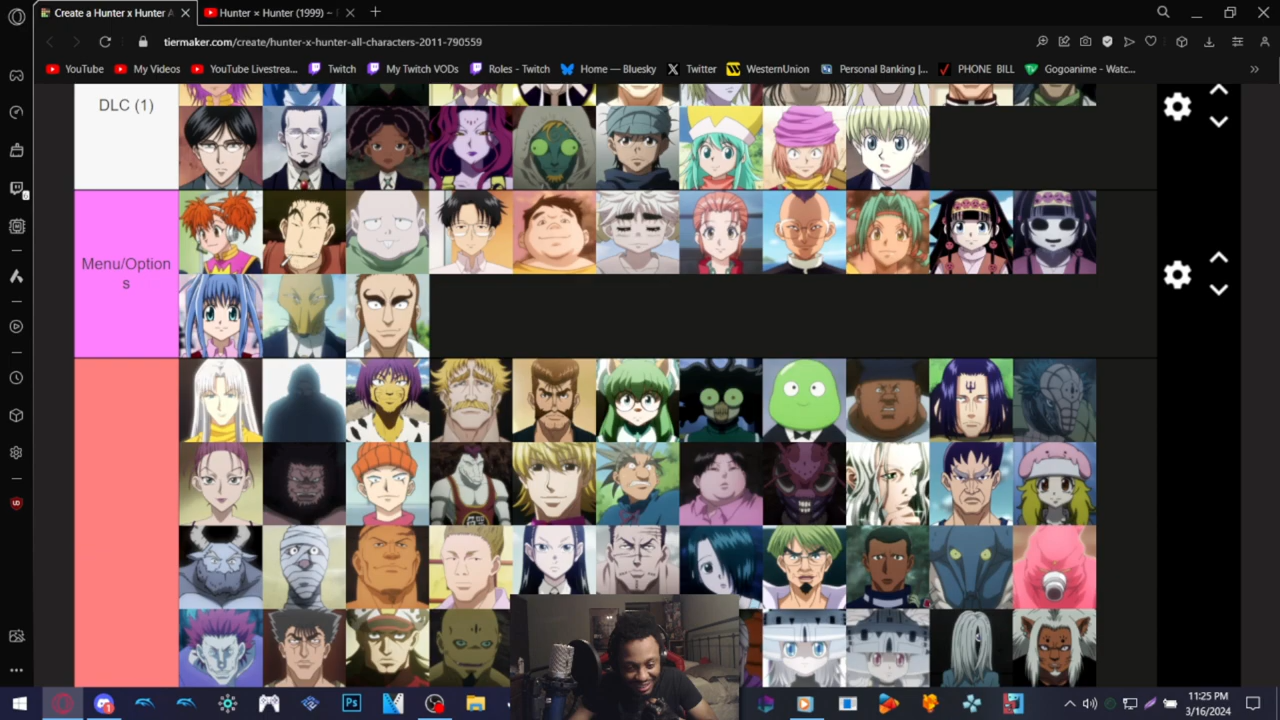 Create a Hunter x Hunter A
Hunter × Hunter (1999) ~
tiermaker.com/create/hunter-x-hunter-all-characters-2011-790559
YouTube
My Videos
YouTube Livestrea...
Twitch
My Twitch VODs
Roles - Twitch
Home — Bluesky
Twitter
WesternUnion
Personal Banking |...
PHONE BILL
Gogoanime - Watc...
DLC (1)
Menu/Option
s
Ps
11:25 PM
3/16/2024